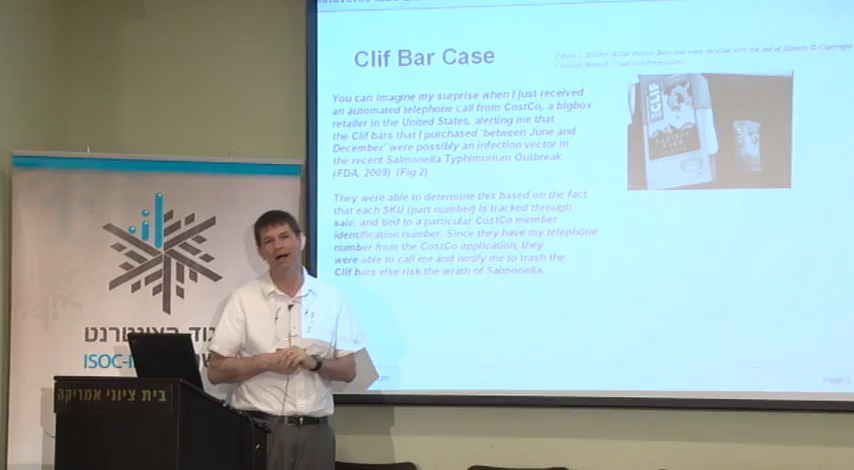 Clif Bar Case
You can imagine my surprise when I just received
an automated telephone call from CostCo, a bigbox
retailer in the United States, alerting me that
the Clif bars that I purchased 'between June and
December' were possibly an infection vector in
the recent Salmonella Typhimurium Outbreak.
(FDA, 2009) (Fig 2)
They were able to determine this based on the fact
that each SKU (part number) is tracked through
sale, and tied to a particular CostCo member
identification number. Since they have my telephone
number from the CostCo application, they
were able to call me and notify me to trash the
Clif bars else risk the wrath of Salmonella.
CLIF
ISOC-I
בית ציוני אמריקה